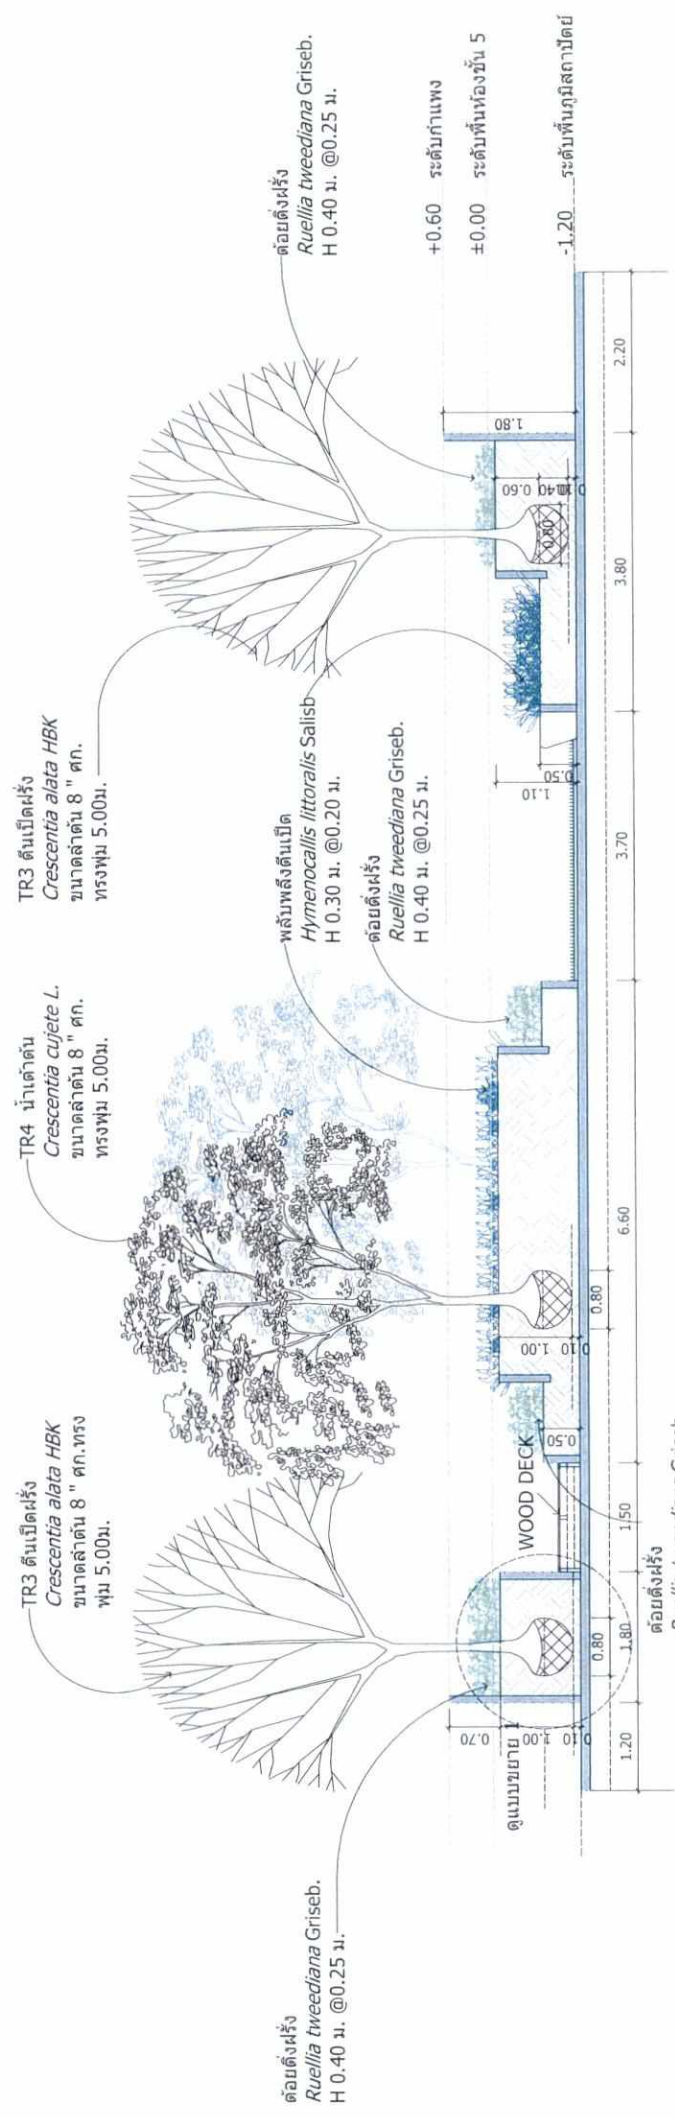 TR3 ตีนเป็ดฝรั่ง
Crescentia alata HBK
ขนาดลำต้น 8 " ศก.ทรง
พุ่ม 5.00ม.
TR4 น้ำเต้าต้น
Crescentia cujete L.
ขนาดลำต้น 8 " ศก.
ทรงพุ่ม 5.00ม.
TR3 ตีนเป็ดฝรั่ง
Crescentia alata HBK
ขนาดลำต้น 8 " ศก.
ทรงพุ่ม 5.00ม.
ต้อยติ่งฝรั่ง
Ruellia tweediana Griseb.
H 0.40 ม. @0.25 ม.
พลับพลึงตีนเป็ด
Hymenocallis littoralis Salisb
H 0.30 ม. @0.20 ม.
ต้อยติ่งฝรั่ง
Ruellia tweediana Griseb.
H 0.40 ม. @0.25 ม.
ต้อยติ่งฝรั่ง
Ruellia tweediana Griseb.
H 0.40 ม. @0.25 ม.
+0.60 ระดับกำแพง
±0.00 ระดับพื้นห้องชั้น 5
-1.20 ระดับพื้นภูมิสถาปัตย์
ดูแบบขยาย 1
WOOD DECK
0.70
1.00
0.10
0.50
1.00
0.10
1.10
0.50
1.80
0.60
0.40
0.10
0.80
0.80
0.80
1.20
1.80
1.50
6.60
3.70
3.80
2.20
ต้อยติ่งฝรั่ง